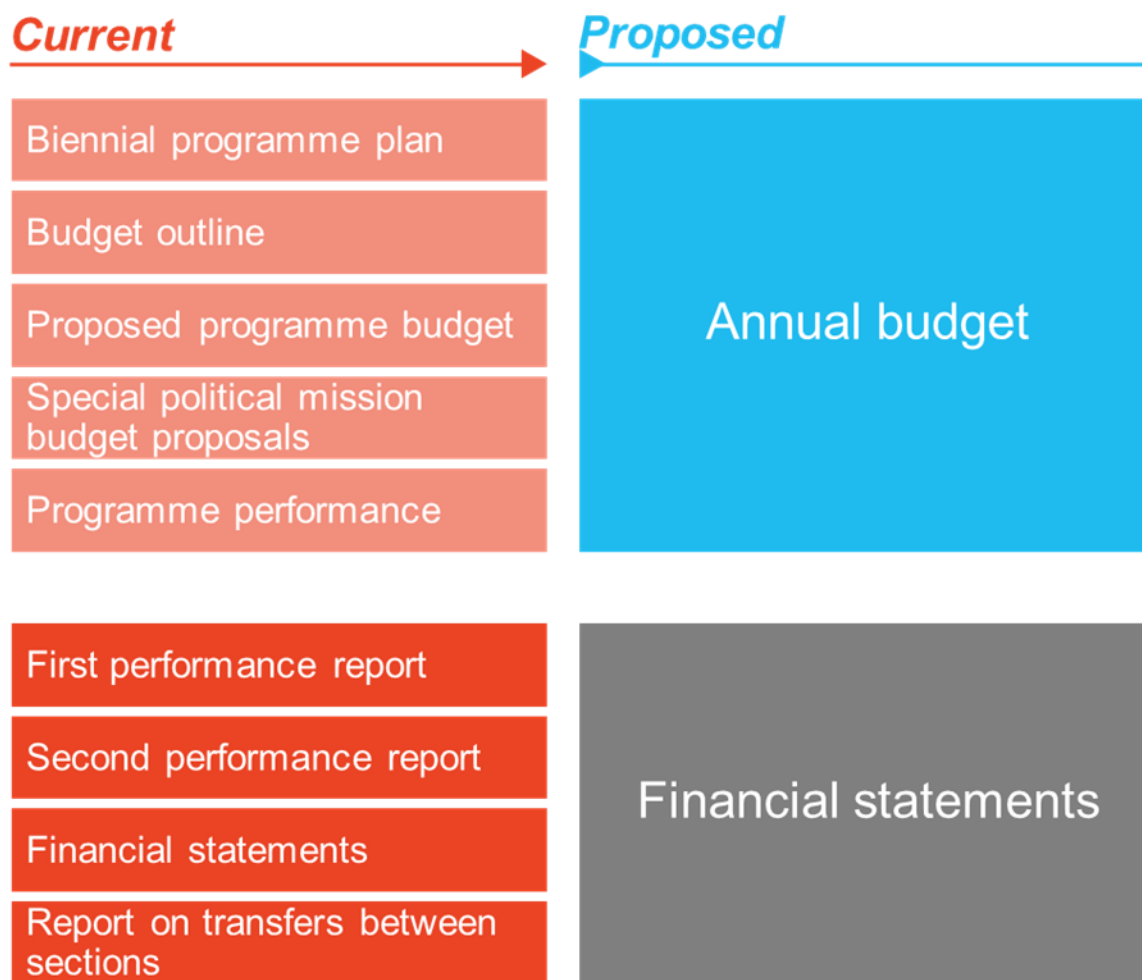 Current
Proposed
Biennial programme plan
Budget outline
Proposed programme budget
Special political mission
budget proposals
Programme performance
Annual budget
First performance report
Second performance report
Financial statements
Report on transfers between
sections
Financial statements